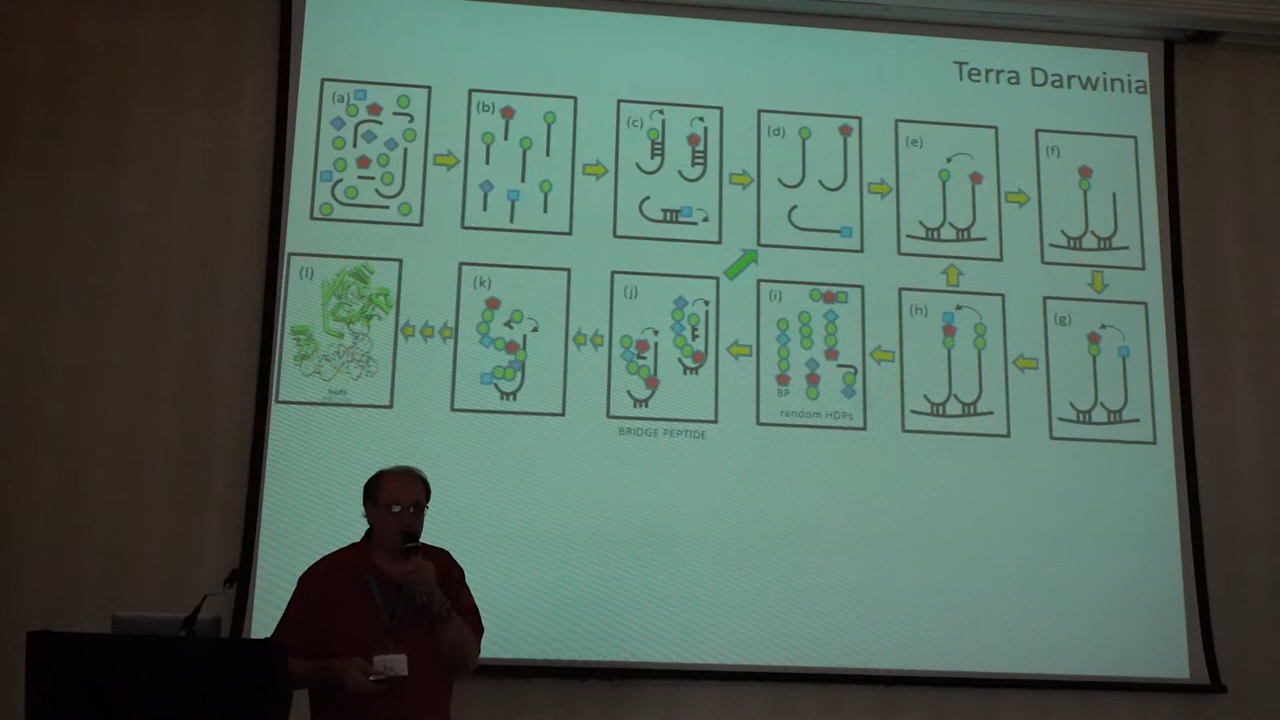 Terra Darwinia
(a)
(b)
(c)
(d)
(e)
(f)
(l)
(k)
(j)
(i)
(h)
(g)
BP
random HDPs
BRIDGE PEPTIDE